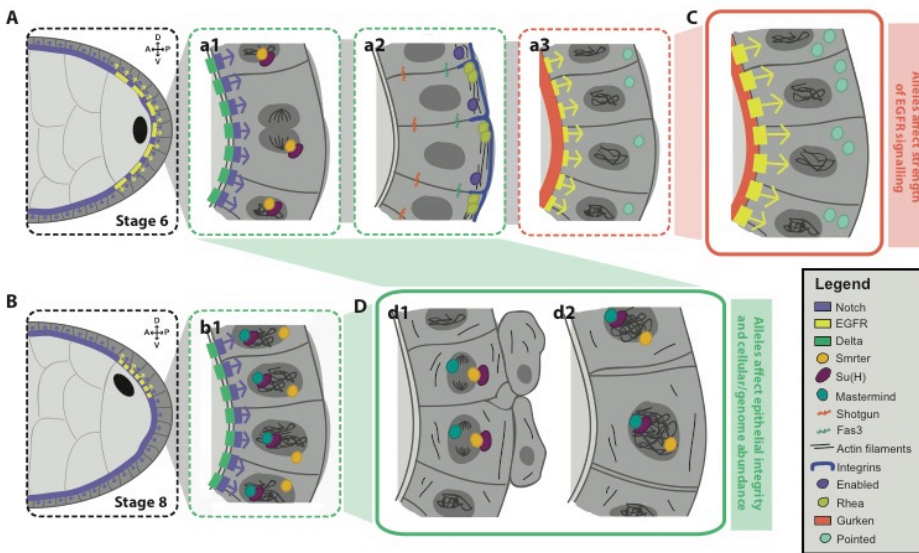 A
D
A P
V
Stage 6
a1
a2
a3
C
Alleles affect strength
of EGFR signalling
B
D
A P
V
Stage 8
b1
D
d1
d2
Alleles affect epithelial integrity
and cellular/genome abundance
Legend
Notch
EGFR
Delta
Smrter
Su(H)
Mastermind
Shotgun
Fas3
Actin filaments
Integrins
Enabled
Rhea
Gurken
Pointed